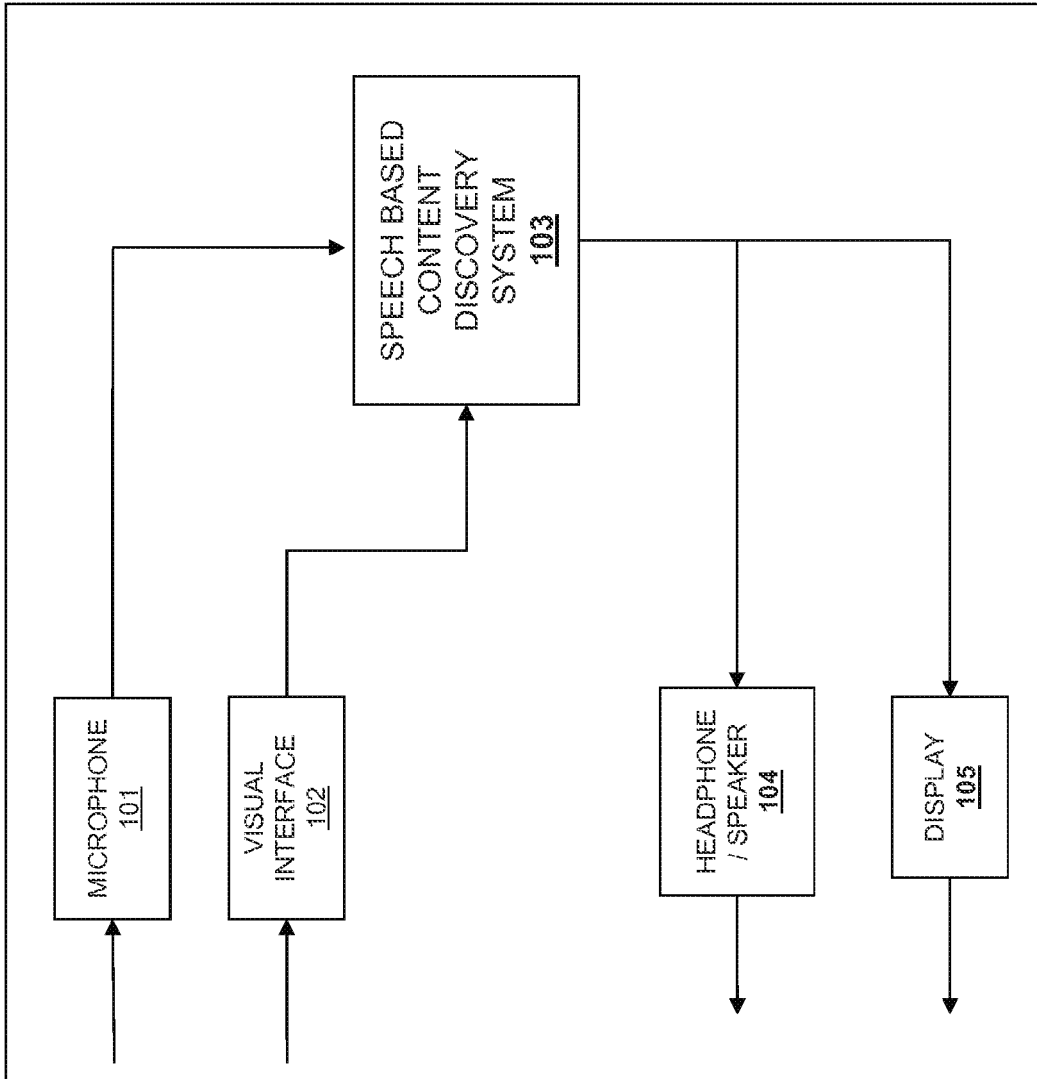 MICROPHONE
101
VISUAL
INTERFACE
102
SPEECH BASED
CONTENT
DISCOVERY
SYSTEM
103
HEADPHONE
/ SPEAKER
104
DISPLAY
105